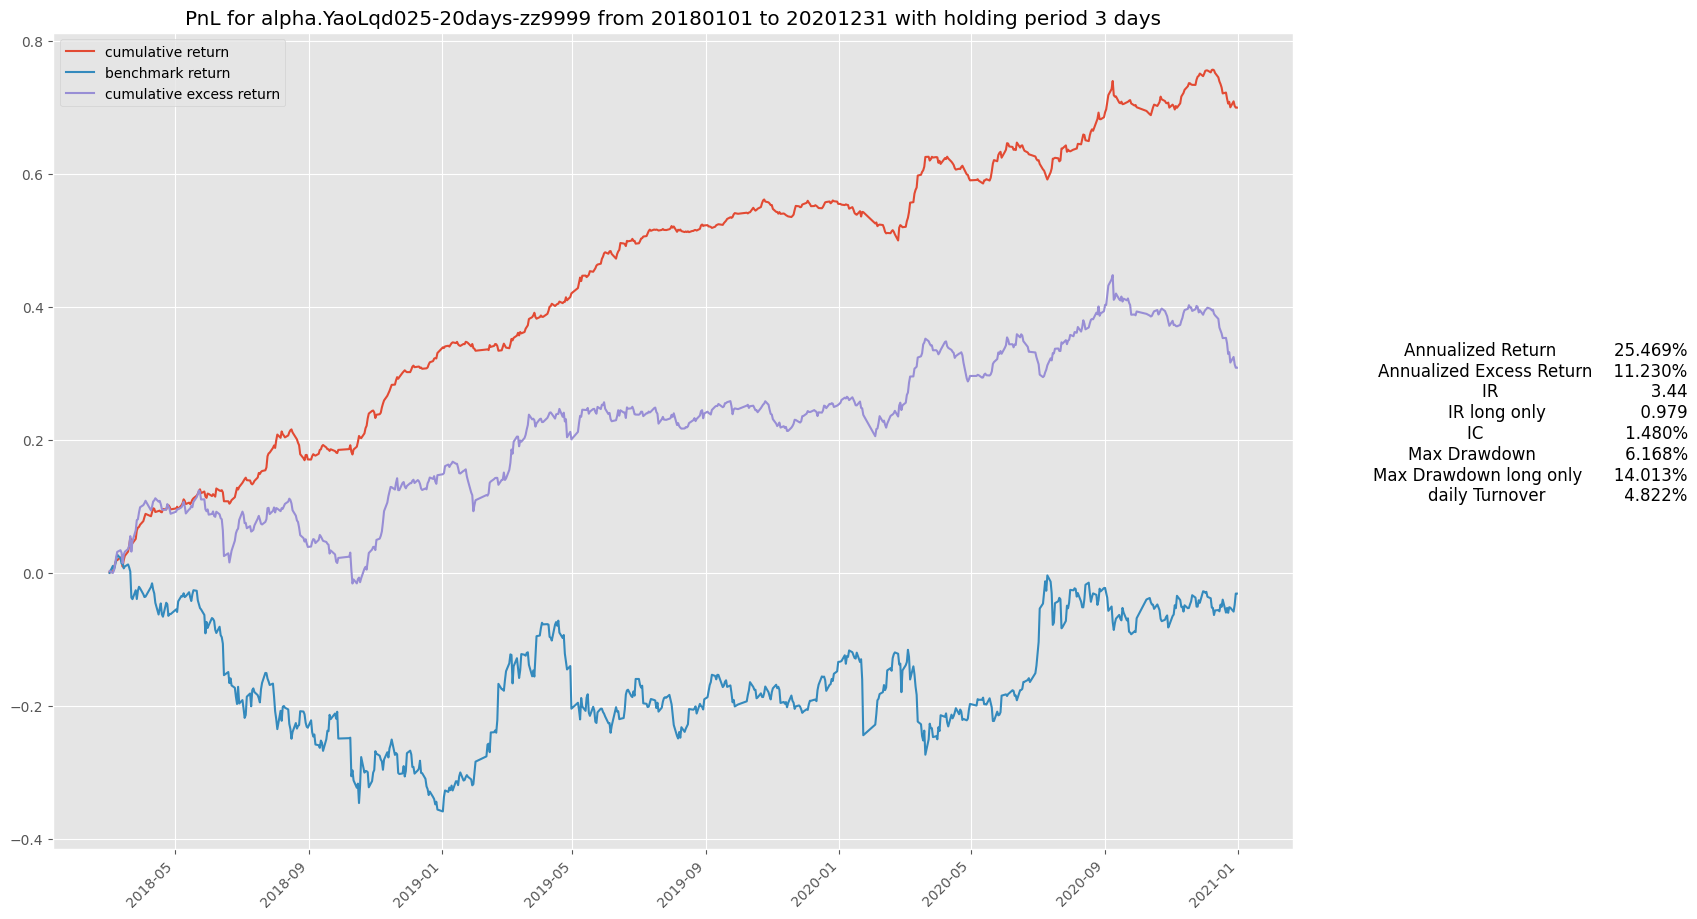 PnL for alpha.YaoLqd025-20days-zz9999 from 20180101 to 20201231 with holding period 3 days
cumulative return
benchmark return
cumulative excess return
0.8
0.6
0.4
0.2
0.0
−0.2
−0.4
2018-05
2018-09
2019-01
2019-05
2019-09
2020-01
2020-05
2020-09
2021-01
Annualized Return 25.469%
Annualized Excess Return 11.230%
IR 3.44
IR long only 0.979
IC 1.480%
Max Drawdown 6.168%
Max Drawdown long only 14.013%
daily Turnover 4.822%